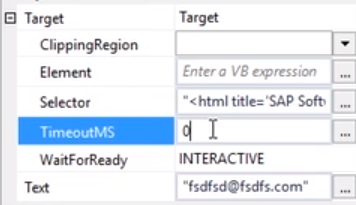 Target Target
ClippingRegion
Element Enter a VB expression ...
Selector "<html title='SAP Soft ...
TimeoutMS 0 ...
WaitForReady INTERACTIVE
Text "fsdfsd@fsdfs.com" ...